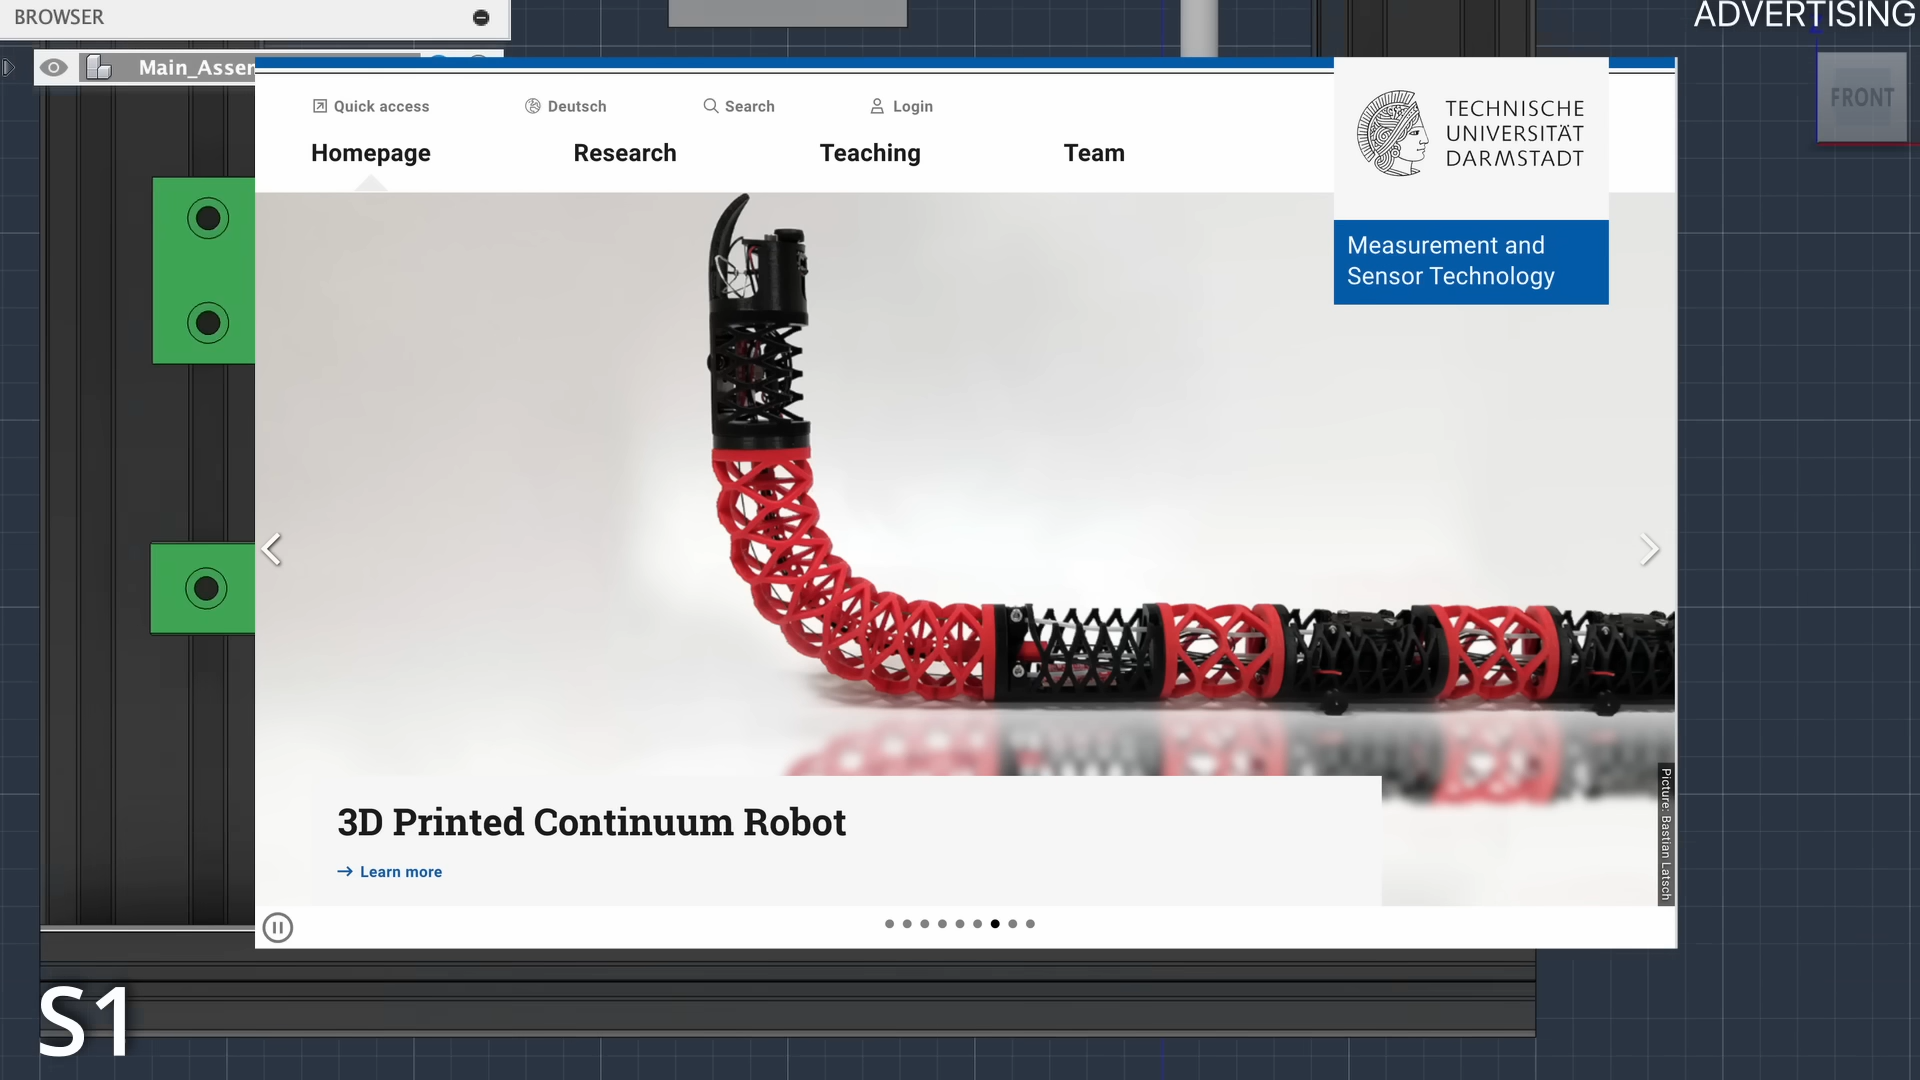 BROWSER
ADVERTISING
Main_Asser
FRONT
Quick access
Deutsch
Search
Login
Homepage
Research
Teaching
Team
TECHNISCHE
UNIVERSITÄT
DARMSTADT
Measurement and
Sensor Technology
3D Printed Continuum Robot
Learn more
Picture: Bastian Latsch
S1